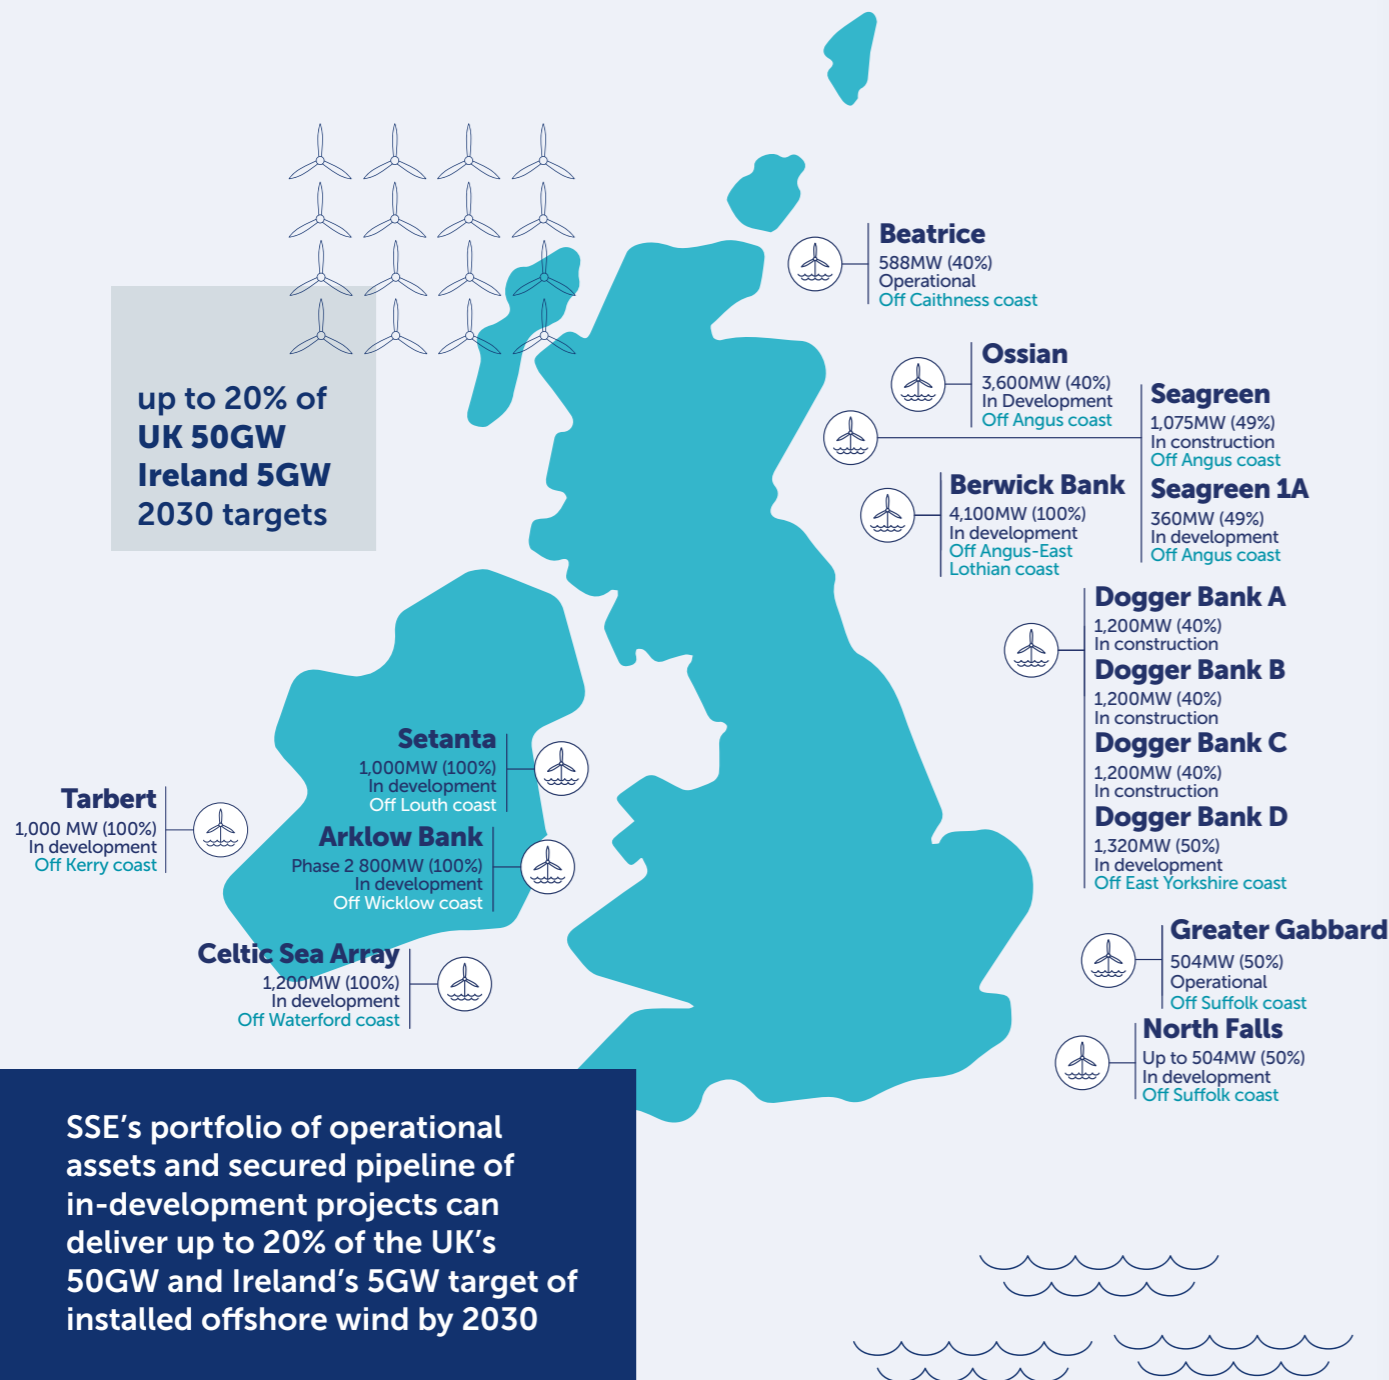 Beatrice
588MW (40%)
Operational
Off Caithness coast
up to 20% of
UK 50GW
Ireland 5GW
2030 targets
Ossian
3,600MW (40%)
In Development
Off Angus coast
Seagreen
1,075MW (49%)
In construction
Off Angus coast
Seagreen 1A
360MW (49%)
In development
Off Angus coast
Berwick Bank
4,100MW (100%)
In development
Off Angus-East
Lothian coast
Dogger Bank A
1,200MW (40%)
In construction
Dogger Bank B
1,200MW (40%)
In construction
Dogger Bank C
1,200MW (40%)
In construction
Dogger Bank D
1,320MW (50%)
In development
Off East Yorkshire coast
Setanta
1,000MW (100%)
In development
Off Louth coast
Tarbert
1,000 MW (100%)
In development
Off Kerry coast
Arklow Bank
Phase 2 800MW (100%)
In development
Off Wicklow coast
Celtic Sea Array
1,200MW (100%)
In development
Off Waterford coast
Greater Gabbard
504MW (50%)
Operational
Off Suffolk coast
North Falls
Up to 504MW (50%)
In development
Off Suffolk coast
SSE's portfolio of operational
assets and secured pipeline of
in-development projects can
deliver up to 20% of the UK's
50GW and Ireland's 5GW target of
installed offshore wind by 2030